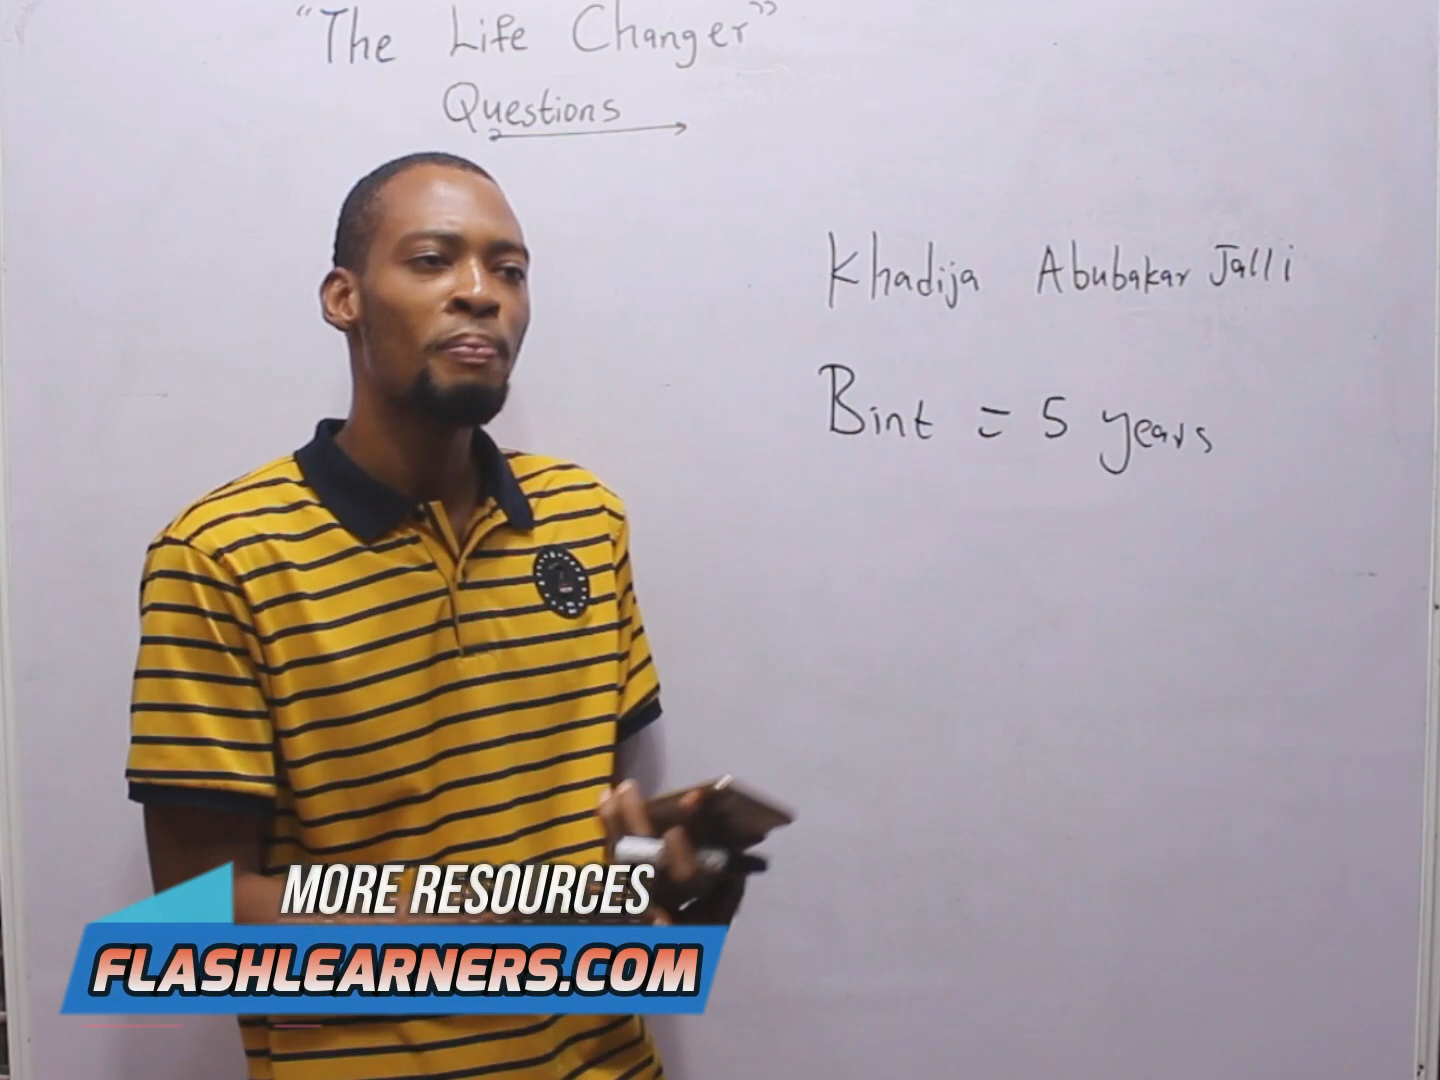 "The Life Changer"
Questions
Khadija Abubakar Jalli
Bint = 5 years
MORE RESOURCES
FLASHLEARNERS.COM